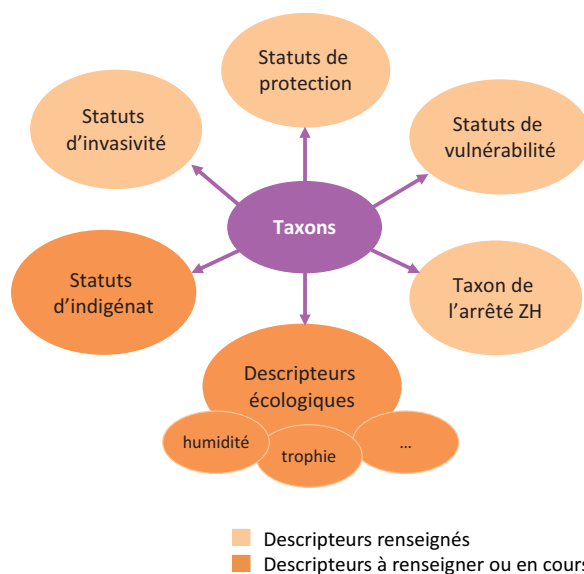 Statuts de
protection
Statuts
d'invasivité
Statuts de
vulnérabilité
Taxons
Statuts
d'indigénat
Taxon de
l'arrêté ZH
Descripteurs
écologiques
humidité
trophie
...
Descripteurs renseignés
Descripteurs à renseigner ou en cours